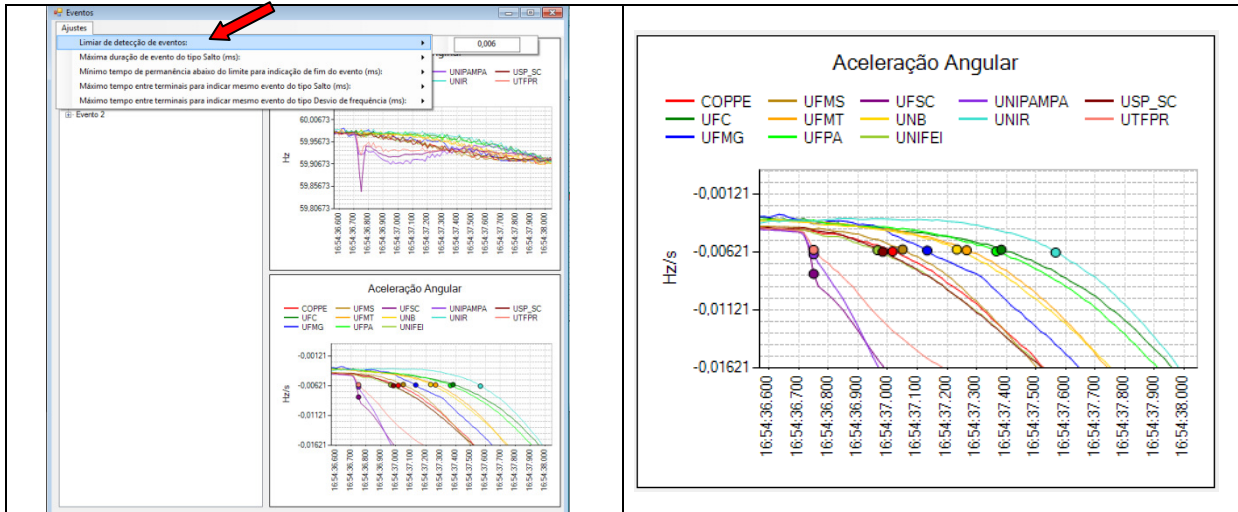 Eventos
Ajustes
Limiar de detecção de eventos:
0,006
Máxima duração de evento do tipo Salto (ms):
Mínimo tempo de permanência abaixo do limite para indicação de fim do evento (ms):
Máximo tempo entre terminais para indicar mesmo evento do tipo Salto (ms):
Máximo tempo entre terminais para indicar mesmo evento do tipo Desvio de frequência (ms):
Evento 2
UNIPAMPA USP_SC
UNIR UTFPR
60.00673
59.95673
59.90673
59.85673
59.80673
Hz
16:54:36.600 16:54:36.700 16:54:36.800 16:54:36.900 16:54:37.000 16:54:37.100 16:54:37.200 16:54:37.300 16:54:37.400 16:54:37.500 16:54:37.600 16:54:37.700 16:54:37.800 16:54:37.900 16:54:38.000
Aceleração Angular
COPPE UFMS UFSC UNIPAMPA USP_SC
UFC UFMT UNB UNIR UTFPR
UFMG UFPA UNIFEI
-0,00121
-0,00621
-0,01121
-0,01621
Hz/s
16:54:36.600 16:54:36.700 16:54:36.800 16:54:36.900 16:54:37.000 16:54:37.100 16:54:37.200 16:54:37.300 16:54:37.400 16:54:37.500 16:54:37.600 16:54:37.700 16:54:37.800 16:54:37.900 16:54:38.000
Aceleração Angular
COPPE UFMS UFSC UNIPAMPA USP_SC
UFC UFMT UNB UNIR UTFPR
UFMG UFPA UNIFEI
-0,00121
-0,00621
-0,01121
-0,01621
Hz/s
16:54:36.600 16:54:36.700 16:54:36.800 16:54:36.900 16:54:37.000 16:54:37.100 16:54:37.200 16:54:37.300 16:54:37.400 16:54:37.500 16:54:37.600 16:54:37.700 16:54:37.800 16:54:37.900 16:54:38.000